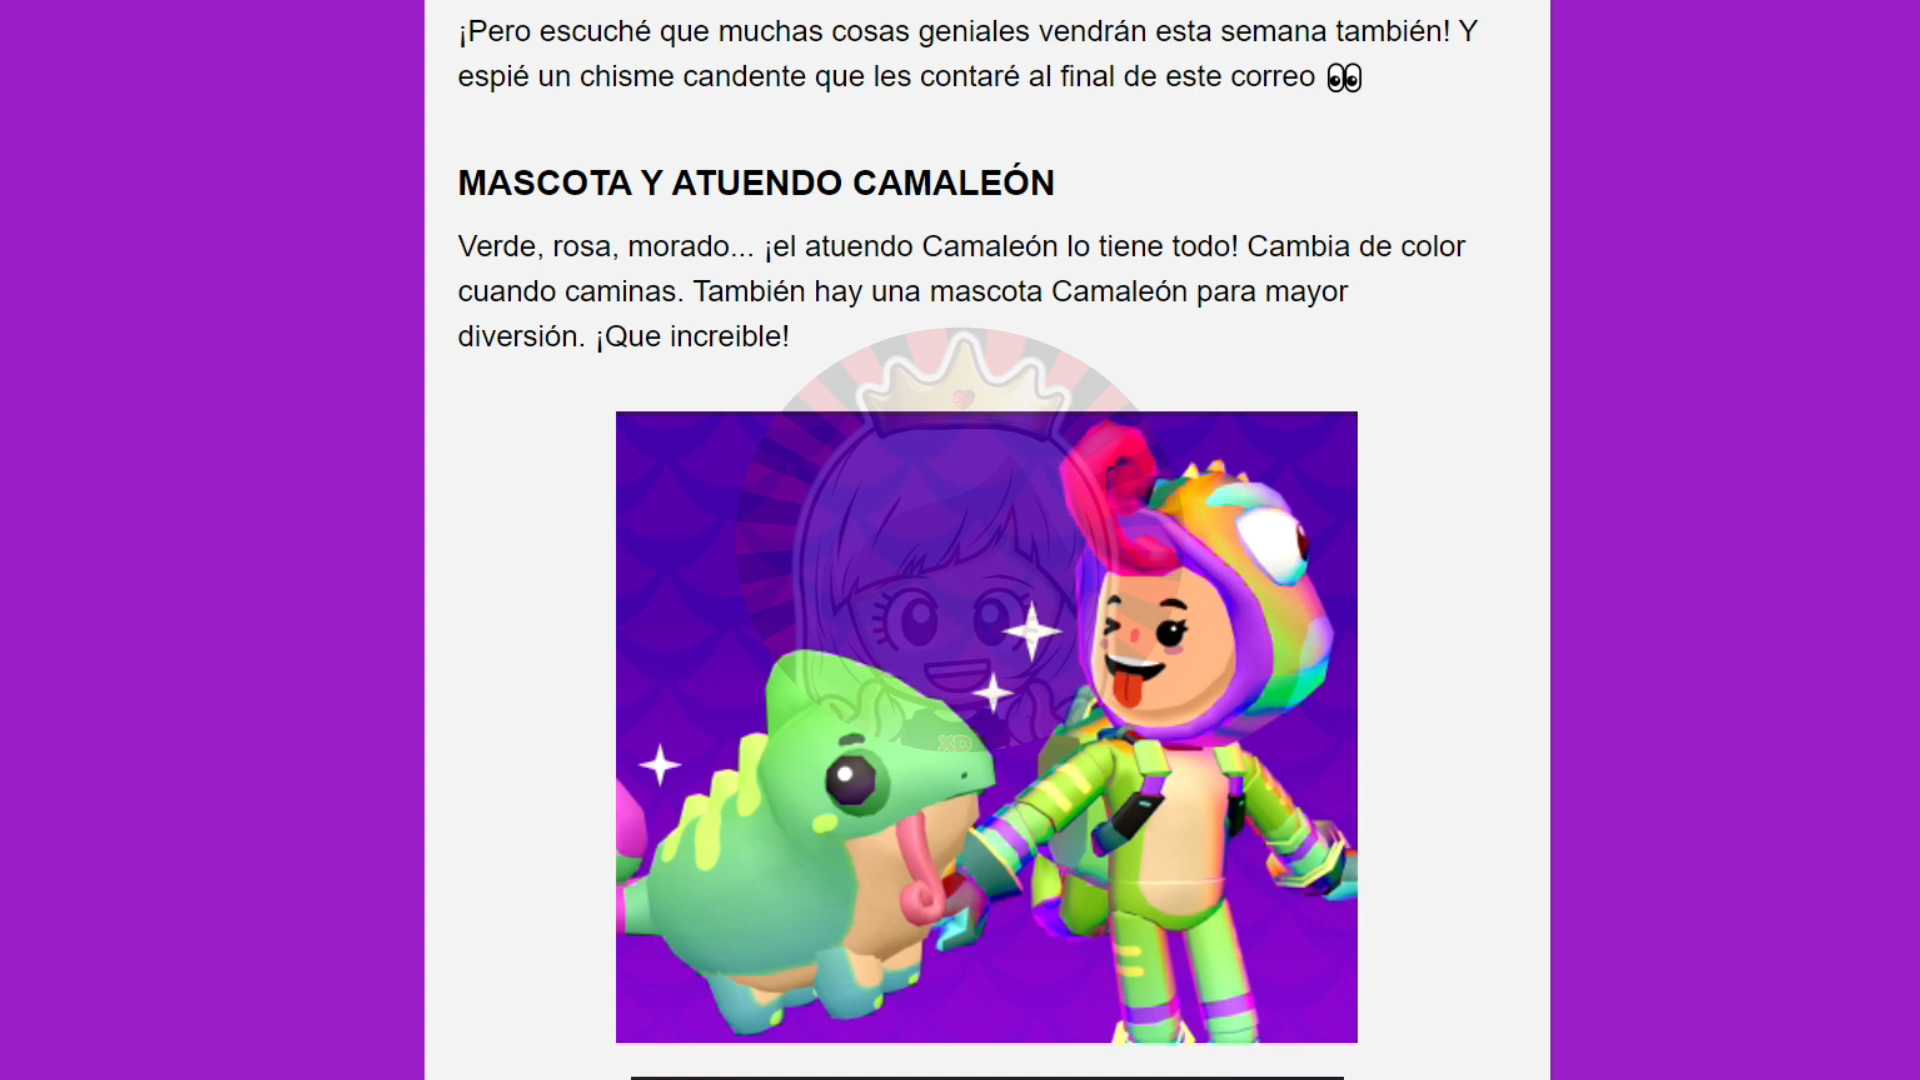 ¡Pero escuché que muchas cosas geniales vendrán esta semana también! Y
espié un chisme candente que les contaré al final de este correo 👀
MASCOTA Y ATUENDO CAMALEÓN
Verde, rosa, morado... ¡el atuendo Camaleón lo tiene todo! Cambia de color
cuando caminas. También hay una mascota Camaleón para mayor
diversión. ¡Que increible!
XD